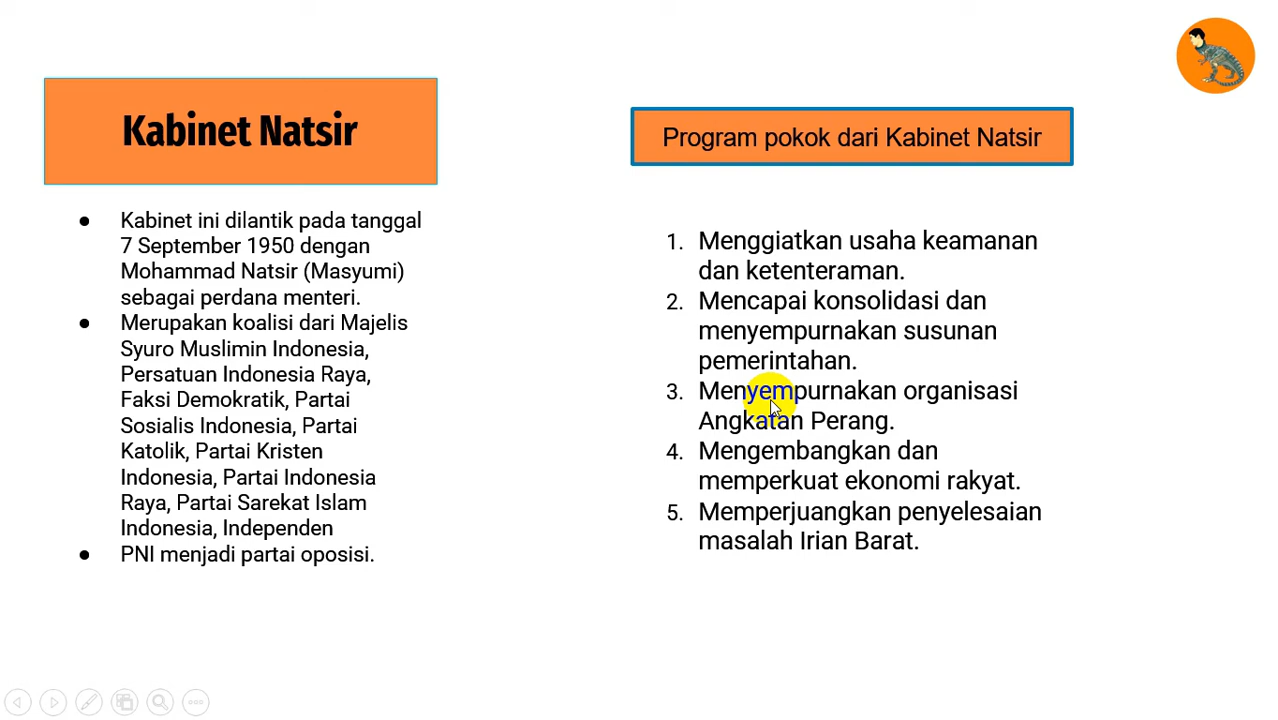 Kabinet Natsir
● Kabinet ini dilantik pada tanggal
7 September 1950 dengan
Mohammad Natsir (Masyumi)
sebagai perdana menteri.
● Merupakan koalisi dari Majelis
Syuro Muslimin Indonesia,
Persatuan Indonesia Raya,
Faksi Demokratik, Partai
Sosialis Indonesia, Partai
Katolik, Partai Kristen
Indonesia, Partai Indonesia
Raya, Partai Sarekat Islam
Indonesia, Independen
● PNI menjadi partai oposisi.
Program pokok dari Kabinet Natsir
1. Menggiatkan usaha keamanan
dan ketenteraman.
2. Mencapai konsolidasi dan
menyempurnakan susunan
pemerintahan.
3. Menyempurnakan organisasi
Angkatan Perang.
4. Mengembangkan dan
memperkuat ekonomi rakyat.
5. Memperjuangkan penyelesaian
masalah Irian Barat.